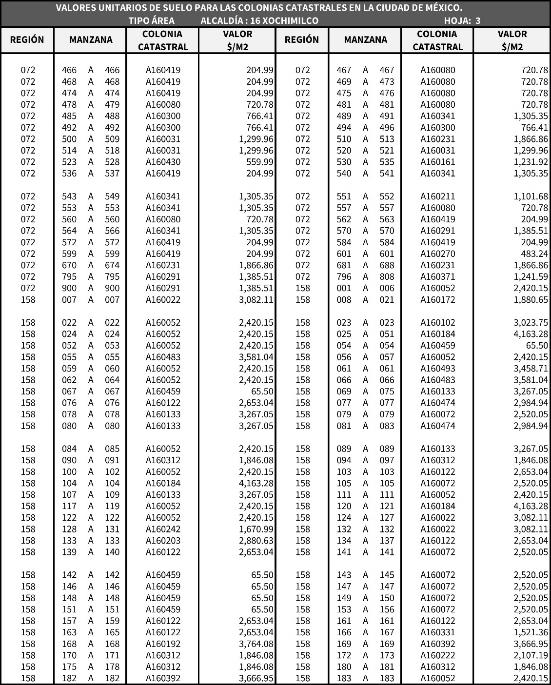 VALORES UNITARIOS DE SUELO PARA LAS COLONIAS CATASTRALES EN LA CIUDAD DE MÉXICO.
TIPO ÁREA ALCALDÍA : 16 XOCHIMILCO HOJA: 3
REGIÓN MANZANA COLONIA CATASTRAL VALOR $/M2 REGIÓN MANZANA COLONIA CATASTRAL VALOR $/M2
072 466 A 466 A160419 204.99 072 467 A 467 A160080 720.78
072 468 A 468 A160419 204.99 072 469 A 473 A160080 720.78
072 474 A 474 A160419 204.99 072 475 A 476 A160080 720.78
072 478 A 479 A160080 720.78 072 481 A 481 A160080 720.78
072 485 A 488 A160300 766.41 072 489 A 491 A160341 1,305.35
072 492 A 492 A160300 766.41 072 494 A 496 A160300 766.41
072 500 A 509 A160031 1,299.96 072 510 A 513 A160231 1,866.86
072 514 A 518 A160031 1,299.96 072 520 A 521 A160031 1,299.96
072 523 A 528 A160430 559.99 072 530 A 535 A160161 1,231.92
072 536 A 537 A160419 204.99 072 540 A 541 A160341 1,305.35
072 543 A 549 A160341 1,305.35 072 551 A 552 A160211 1,101.68
072 553 A 553 A160341 1,305.35 072 557 A 557 A160080 720.78
072 560 A 560 A160080 720.78 072 562 A 563 A160419 204.99
072 564 A 566 A160341 1,305.35 072 570 A 570 A160291 1,385.51
072 572 A 572 A160419 204.99 072 584 A 584 A160419 204.99
072 599 A 599 A160419 204.99 072 601 A 601 A160270 483.24
072 670 A 674 A160231 1,866.86 072 681 A 688 A160231 1,866.86
072 795 A 795 A160291 1,385.51 072 796 A 808 A160371 1,241.59
072 900 A 900 A160291 1,385.51 158 001 A 006 A160052 2,420.15
158 007 A 007 A160022 3,082.11 158 008 A 021 A160172 1,880.65
158 022 A 022 A160052 2,420.15 158 023 A 023 A160102 3,023.75
158 024 A 024 A160052 2,420.15 158 025 A 051 A160184 4,163.28
158 052 A 053 A160052 2,420.15 158 054 A 054 A160459 65.50
158 055 A 055 A160483 3,581.04 158 056 A 057 A160052 2,420.15
158 059 A 060 A160052 2,420.15 158 061 A 061 A160493 3,458.71
158 062 A 064 A160052 2,420.15 158 066 A 066 A160483 3,581.04
158 067 A 067 A160459 65.50 158 069 A 075 A160133 3,267.05
158 076 A 076 A160122 2,653.04 158 077 A 077 A160474 2,984.94
158 078 A 078 A160133 3,267.05 158 079 A 079 A160072 2,520.05
158 080 A 080 A160133 3,267.05 158 081 A 083 A160474 2,984.94
158 084 A 085 A160052 2,420.15 158 089 A 089 A160133 3,267.05
158 090 A 091 A160312 1,846.08 158 094 A 097 A160312 1,846.08
158 100 A 102 A160052 2,420.15 158 103 A 103 A160122 2,653.04
158 104 A 104 A160184 4,163.28 158 105 A 105 A160072 2,520.05
158 107 A 109 A160133 3,267.05 158 111 A 111 A160052 2,420.15
158 117 A 119 A160052 2,420.15 158 120 A 121 A160184 4,163.28
158 122 A 122 A160052 2,420.15 158 124 A 127 A160022 3,082.11
158 128 A 131 A160242 1,670.99 158 132 A 132 A160022 3,082.11
158 133 A 133 A160203 2,880.63 158 134 A 137 A160122 2,653.04
158 139 A 140 A160122 2,653.04 158 141 A 141 A160072 2,520.05
158 142 A 142 A160459 65.50 158 143 A 145 A160072 2,520.05
158 146 A 146 A160459 65.50 158 147 A 147 A160072 2,520.05
158 148 A 148 A160459 65.50 158 149 A 150 A160072 2,520.05
158 151 A 151 A160459 65.50 158 153 A 156 A160072 2,520.05
158 157 A 159 A160122 2,653.04 158 161 A 161 A160122 2,653.04
158 163 A 165 A160122 2,653.04 158 166 A 167 A160331 1,521.36
158 168 A 168 A160192 3,764.08 158 169 A 169 A160392 3,666.95
158 170 A 171 A160312 1,846.08 158 172 A 173 A160222 2,107.19
158 175 A 178 A160312 1,846.08 158 180 A 181 A160312 1,846.08
158 182 A 182 A160392 3,666.95 158 183 A 183 A160052 2,420.15